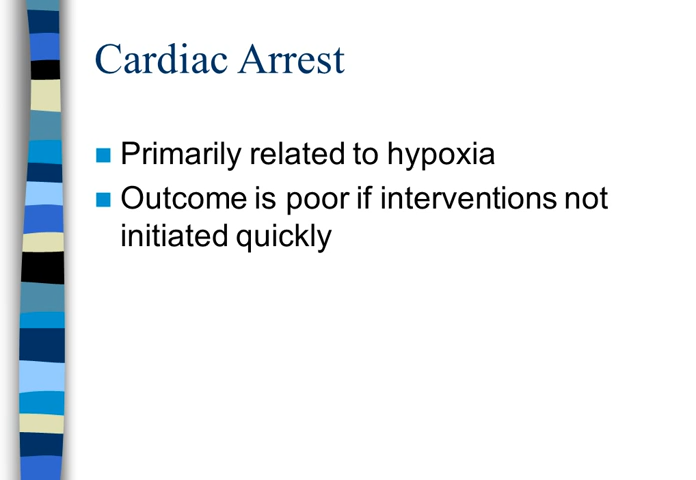 Cardiac Arrest
Primarily related to hypoxia
Outcome is poor if interventions not
initiated quickly